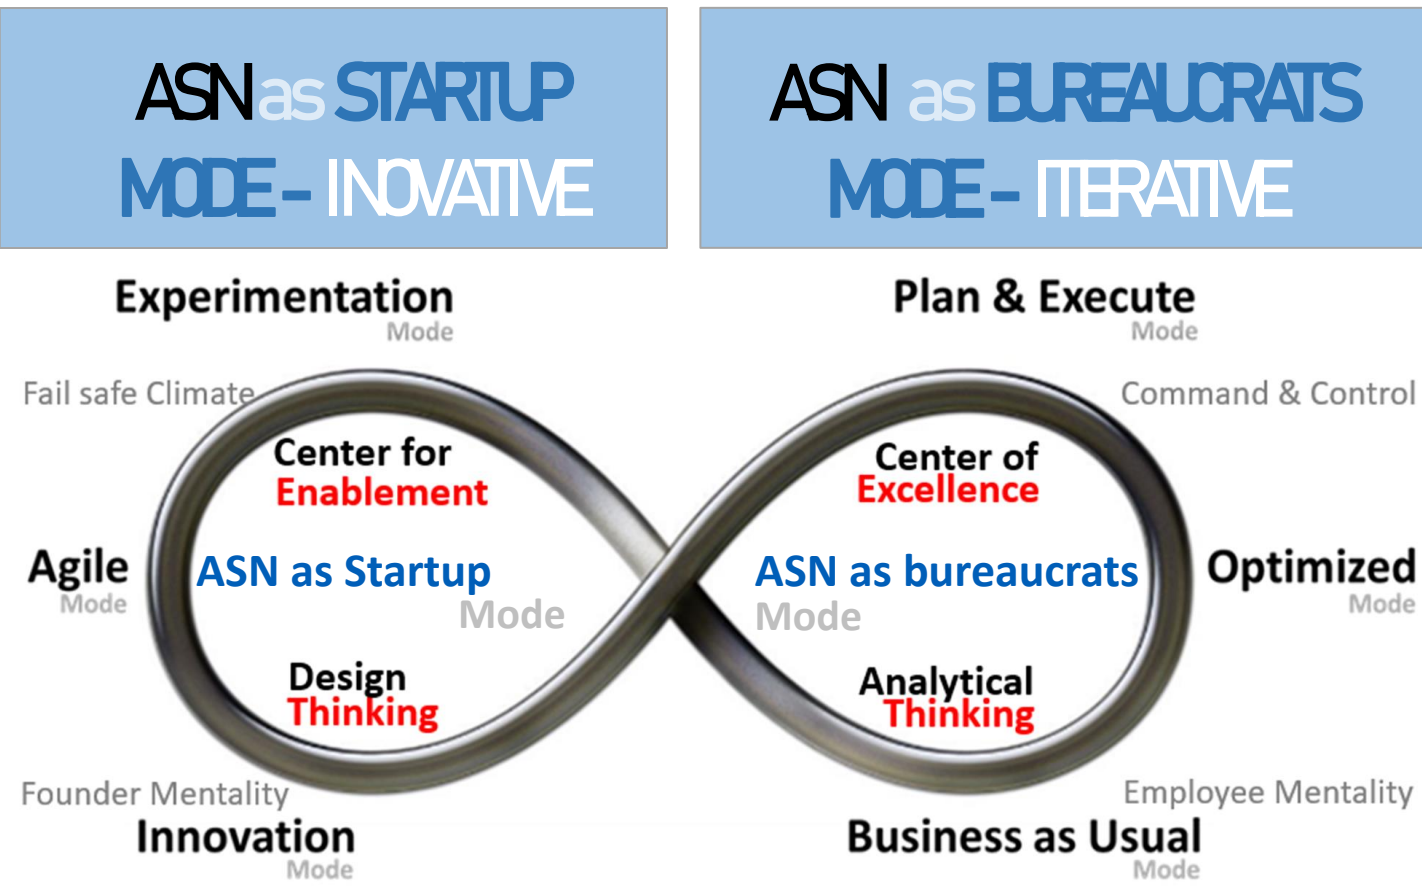 ASN as STARTUP
MODE - INOVATIVE
ASN as BUREAUCRATS
MODE - ITERATIVE
Experimentation
Mode
Plan & Execute
Mode
Fail safe Climate
Command & Control
Center for
Enablement
Center of
Excellence
Agile
Mode
ASN as Startup
Mode
ASN as bureaucrats
Mode
Optimized
Mode
Design
Thinking
Analytical
Thinking
Founder Mentality
Employee Mentality
Innovation
Mode
Business as Usual
Mode